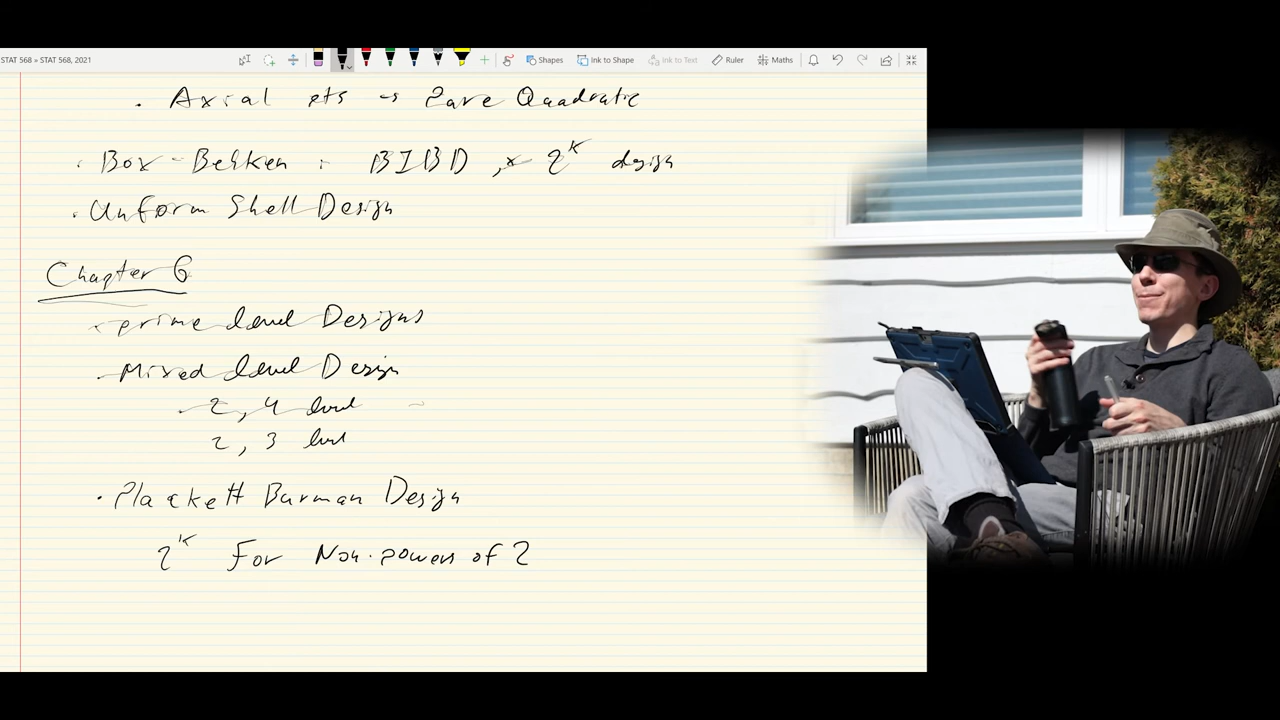 STAT 568 » STAT 568, 2021
Shapes
Ink to Shape
Ink to Text
Ruler
Maths
. Axial pts → Pure Quadratic
. Box-Behken : BIBD , × 2^k design
. Uniform Shell Design
Chapter 6
. prime level Designs
. Mixed level Design
- 2, 4 level
2, 3 level
. Plackett Burman Design
2^k For Non-powers of 2